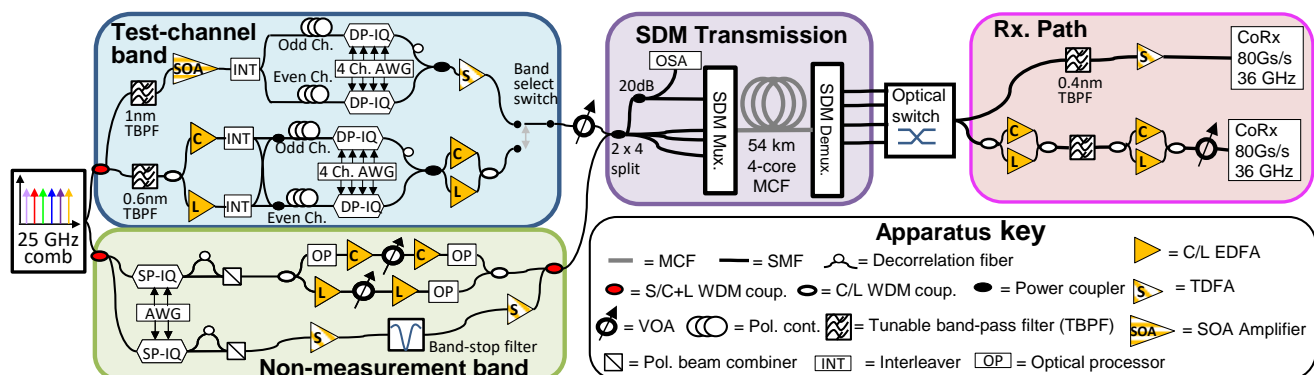 Test-channel
band
SOA
INT
Odd Ch.
Even Ch.
DP-IQ
4 Ch. AWG
DP-IQ
S
1nm
TBPF
Band
select
switch
0.6nm
TBPF
C
L
INT
INT
Odd Ch.
Even Ch.
DP-IQ
4 Ch. AWG
DP-IQ
C
L
25 GHz
comb
SP-IQ
AWG
SP-IQ
OP
C
C
OP
L
L
OP
S
S
Band-stop filter
Non-measurement band
SDM Transmission
OSA
20dB
2 x 4
split
SDM Mux.
54 km
4-core
MCF
SDM Demux.
Optical
switch
Rx. Path
0.4nm
TBPF
S
CoRx
80Gs/s
36 GHz
C
L
C
L
CoRx
80Gs/s
36 GHz
Apparatus key
= MCF
= SMF
= Decorrelation fiber
= C/L EDFA
= S/C+L WDM coup.
= C/L WDM coup.
= Power coupler
S = TDFA
= VOA
= Pol. cont.
= Tunable band-pass filter (TBPF)
SOA = SOA Amplifier
= Pol. beam combiner
INT = Interleaver
OP = Optical processor